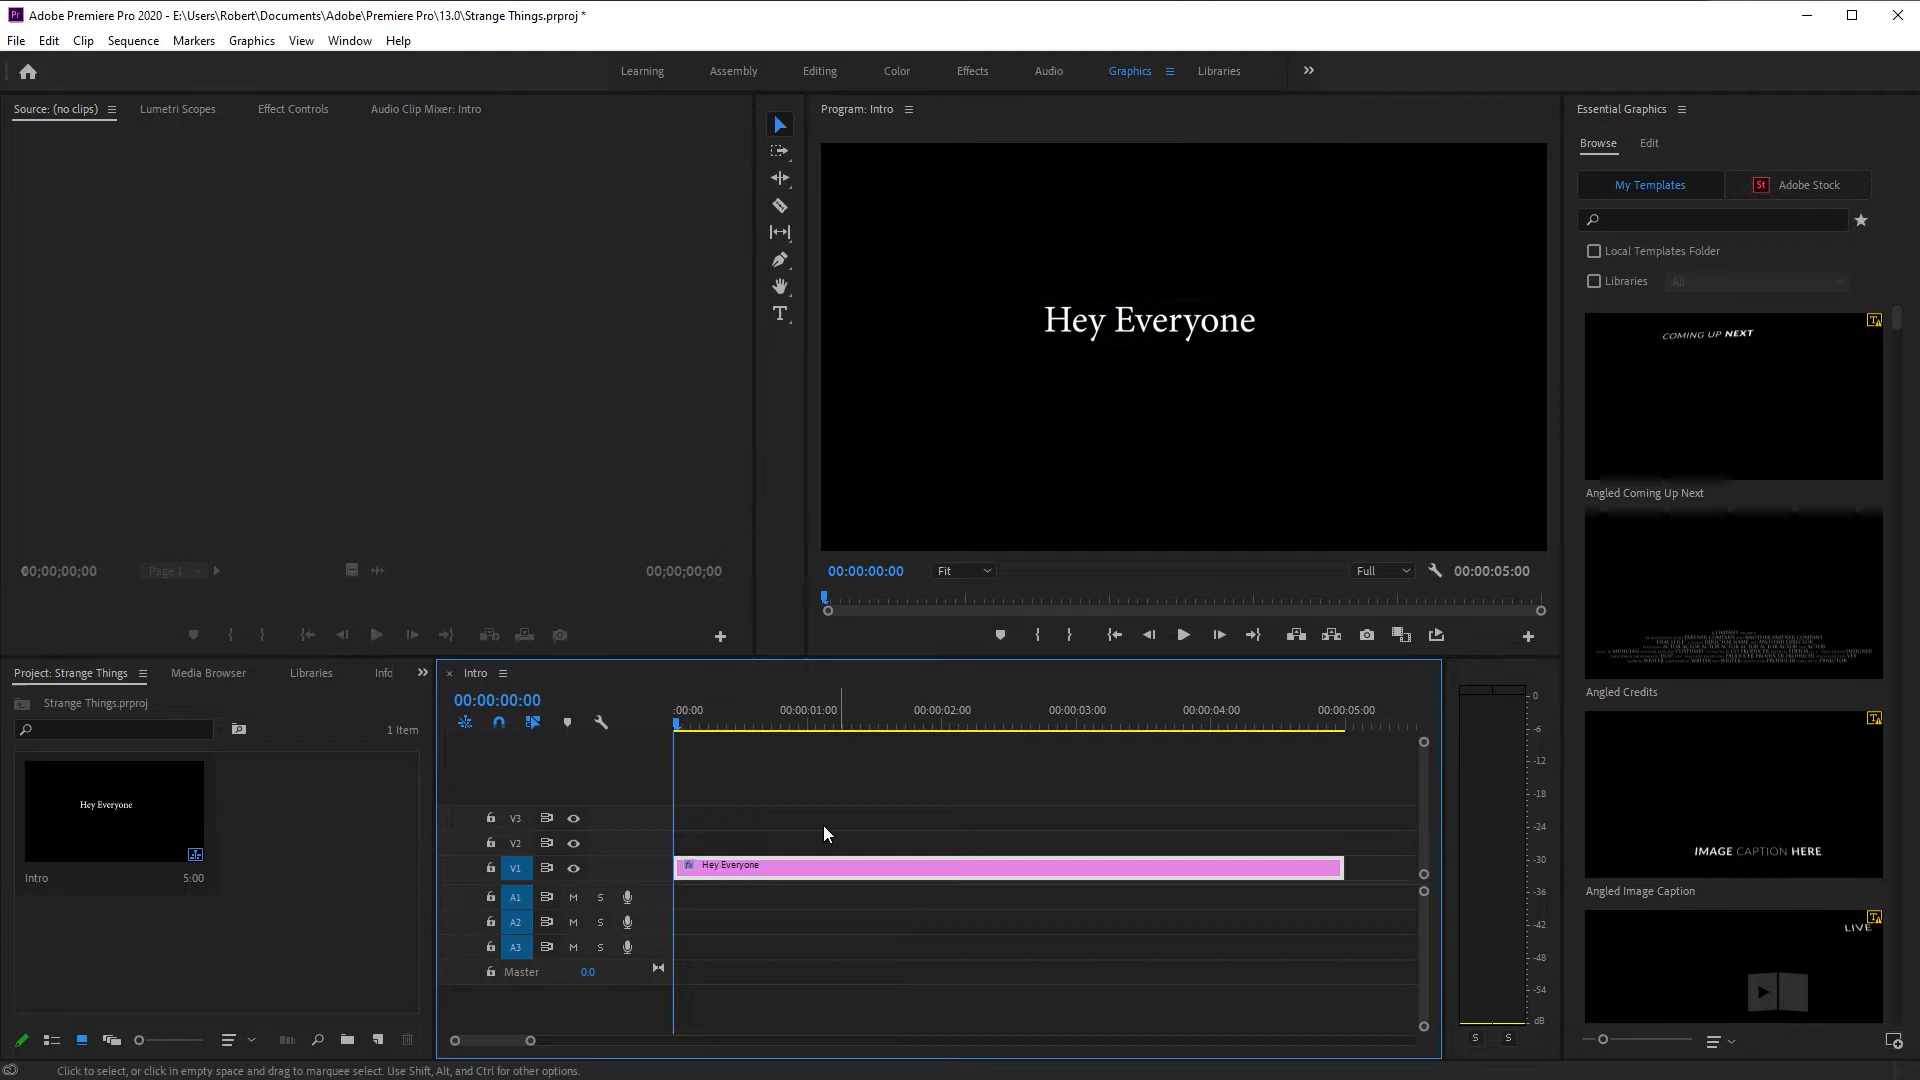 Adobe Premiere Pro 2020 - E:\Users\Robert\Documents\Adobe\Premiere Pro\13.0\Strange Things.prproj *
File Edit Clip Sequence Markers Graphics View Window Help
Learning Assembly Editing Color Effects Audio Graphics Libraries
Source: (no clips) Lumetri Scopes Effect Controls Audio Clip Mixer: Intro
Program: Intro
Essential Graphics
Browse Edit
My Templates St Adobe Stock
Local Templates Folder
Libraries All
Hey Everyone
COMING UP NEXT
Angled Coming Up Next
Angled Credits
IMAGE CAPTION HERE
Angled Image Caption
LIVE
00;00;00;00 Page 1 00;00;00;00
00:00:00:00 Fit Full 00:00:05:00
Project: Strange Things Media Browser Libraries Info
Strange Things.prproj
1 Item
Hey Everyone
Intro 5:00
Intro
00:00:00:00
:00:00 00:00:01:00 00:00:02:00 00:00:03:00 00:00:04:00 00:00:05:00
V3
V2
V1 fx Hey Everyone
A1 M S
A2 M S
A3 M S
Master 0.0
0
-6
-12
-18
-24
-30
-36
-42
-48
-54
dB
S S
Click to select, or click in empty space and drag to marquee select. Use Shift, Alt, and Ctrl for other options.